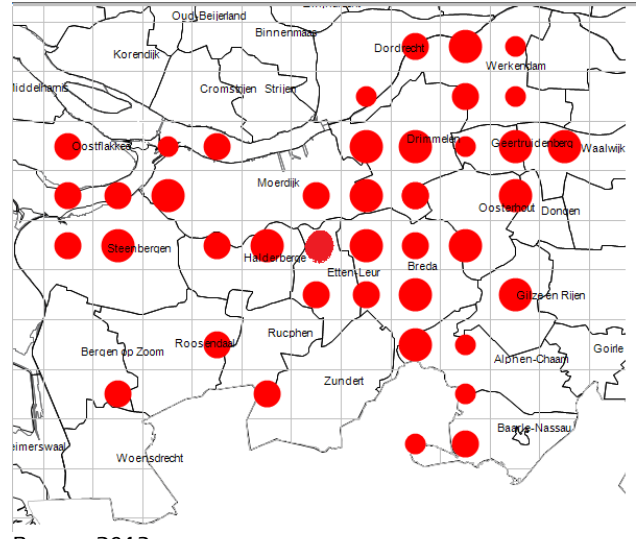 Oud-Beijerland
Binnenmaas
Korendijk
Dordrecht
Werkendam
Middelharnis
Cromstrijen Strijen
Oostflakkee
Drimmelen
Geertruidenberg
Waalwijk
Moerdijk
Oosterhout
Dongen
Steenbergen
Halderberge
Etten-Leur
Breda
Gilze en Rijen
Roosendaal
Rucphen
Bergen op Zoom
Alphen-Chaam
Goirle
Zundert
Baarle-Nassau
eimerswaal
Woensdrecht